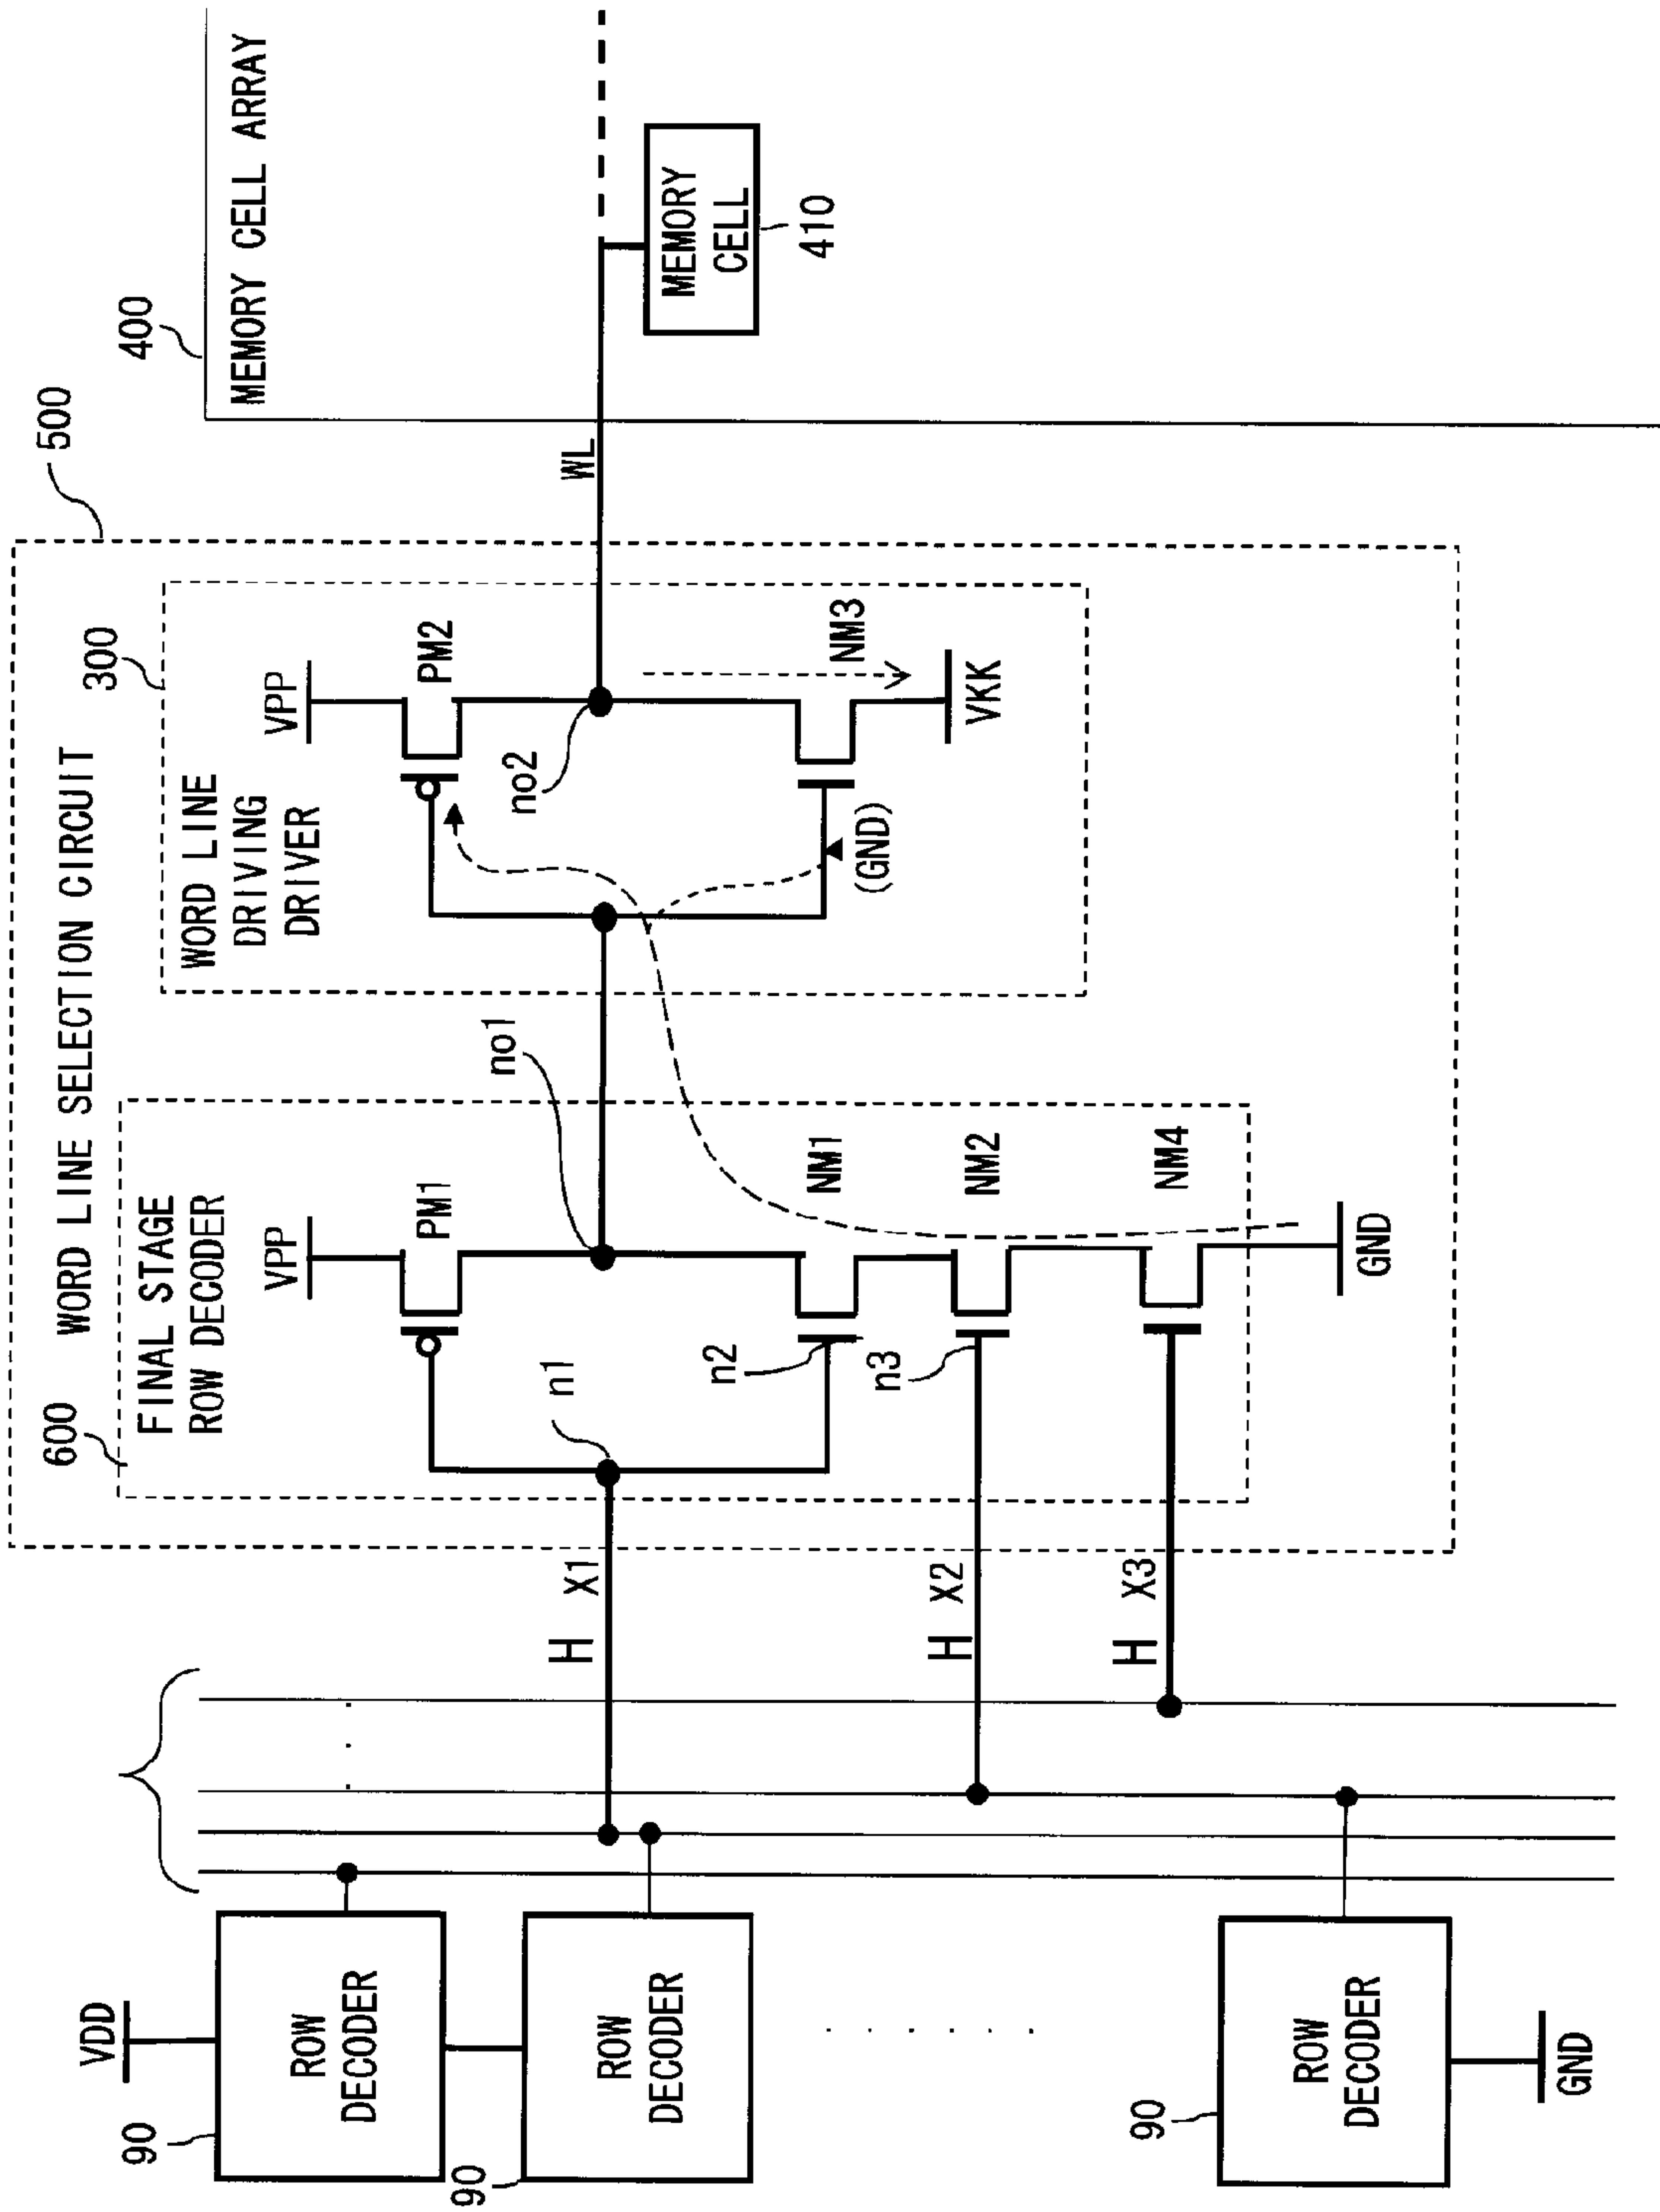 500
WORD LINE SELECTION CIRCUIT
400
MEMORY CELL ARRAY
MEMORY
CELL
410
WL
600
FINAL STAGE
ROW DECODER
VPP
PM1
no1
n1
n2
n3
NM1
NM2
NM4
GND
300
WORD LINE
DRIVING
DRIVER
VPP
PM2
no2
NM3
(GND)
VKK
H X1
H X2
H X3
VDD
90
ROW
DECODER
90
ROW
DECODER
90
ROW
DECODER
GND